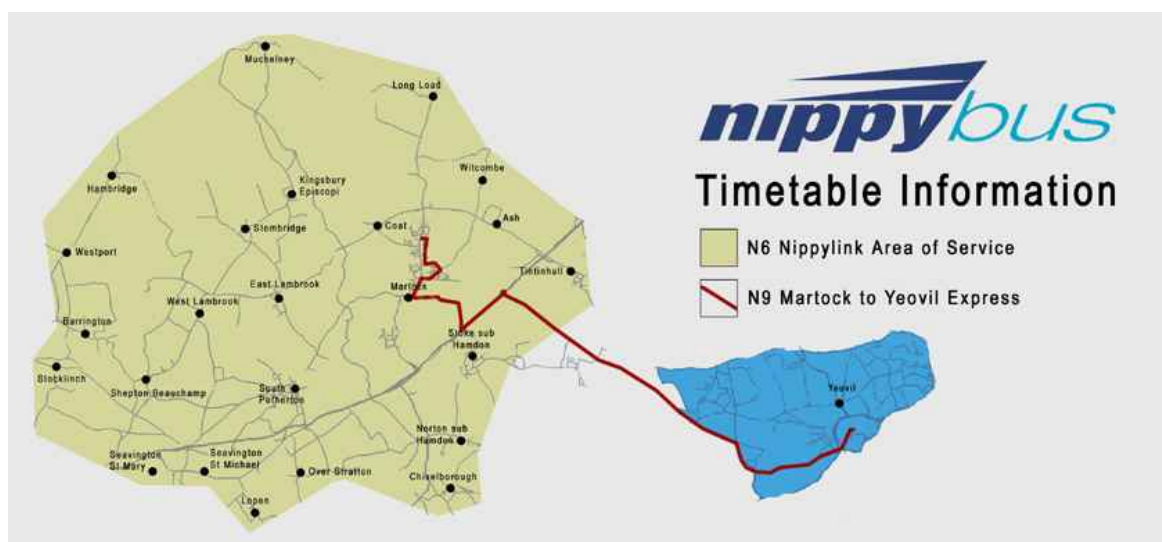 Muchelney
Long Load
nippybus
Timetable Information
N6 Nippylink Area of Service
N9 Martock to Yeovil Express
Hambridge
Kingsbury
Episcopi
Witcombe
Stembridge
Coat
Ash
Westport
Tintinhull
East Lambrook
Martock
West Lambrook
Barrington
Stoke sub
Hamdon
Stocklinch
Shepton Beauchamp
South
Petherton
Yeovil
Norton sub
Hamdon
Seavington
St Mary
Seavington
St Michael
Over Stratton
Chiselborough
Lopen